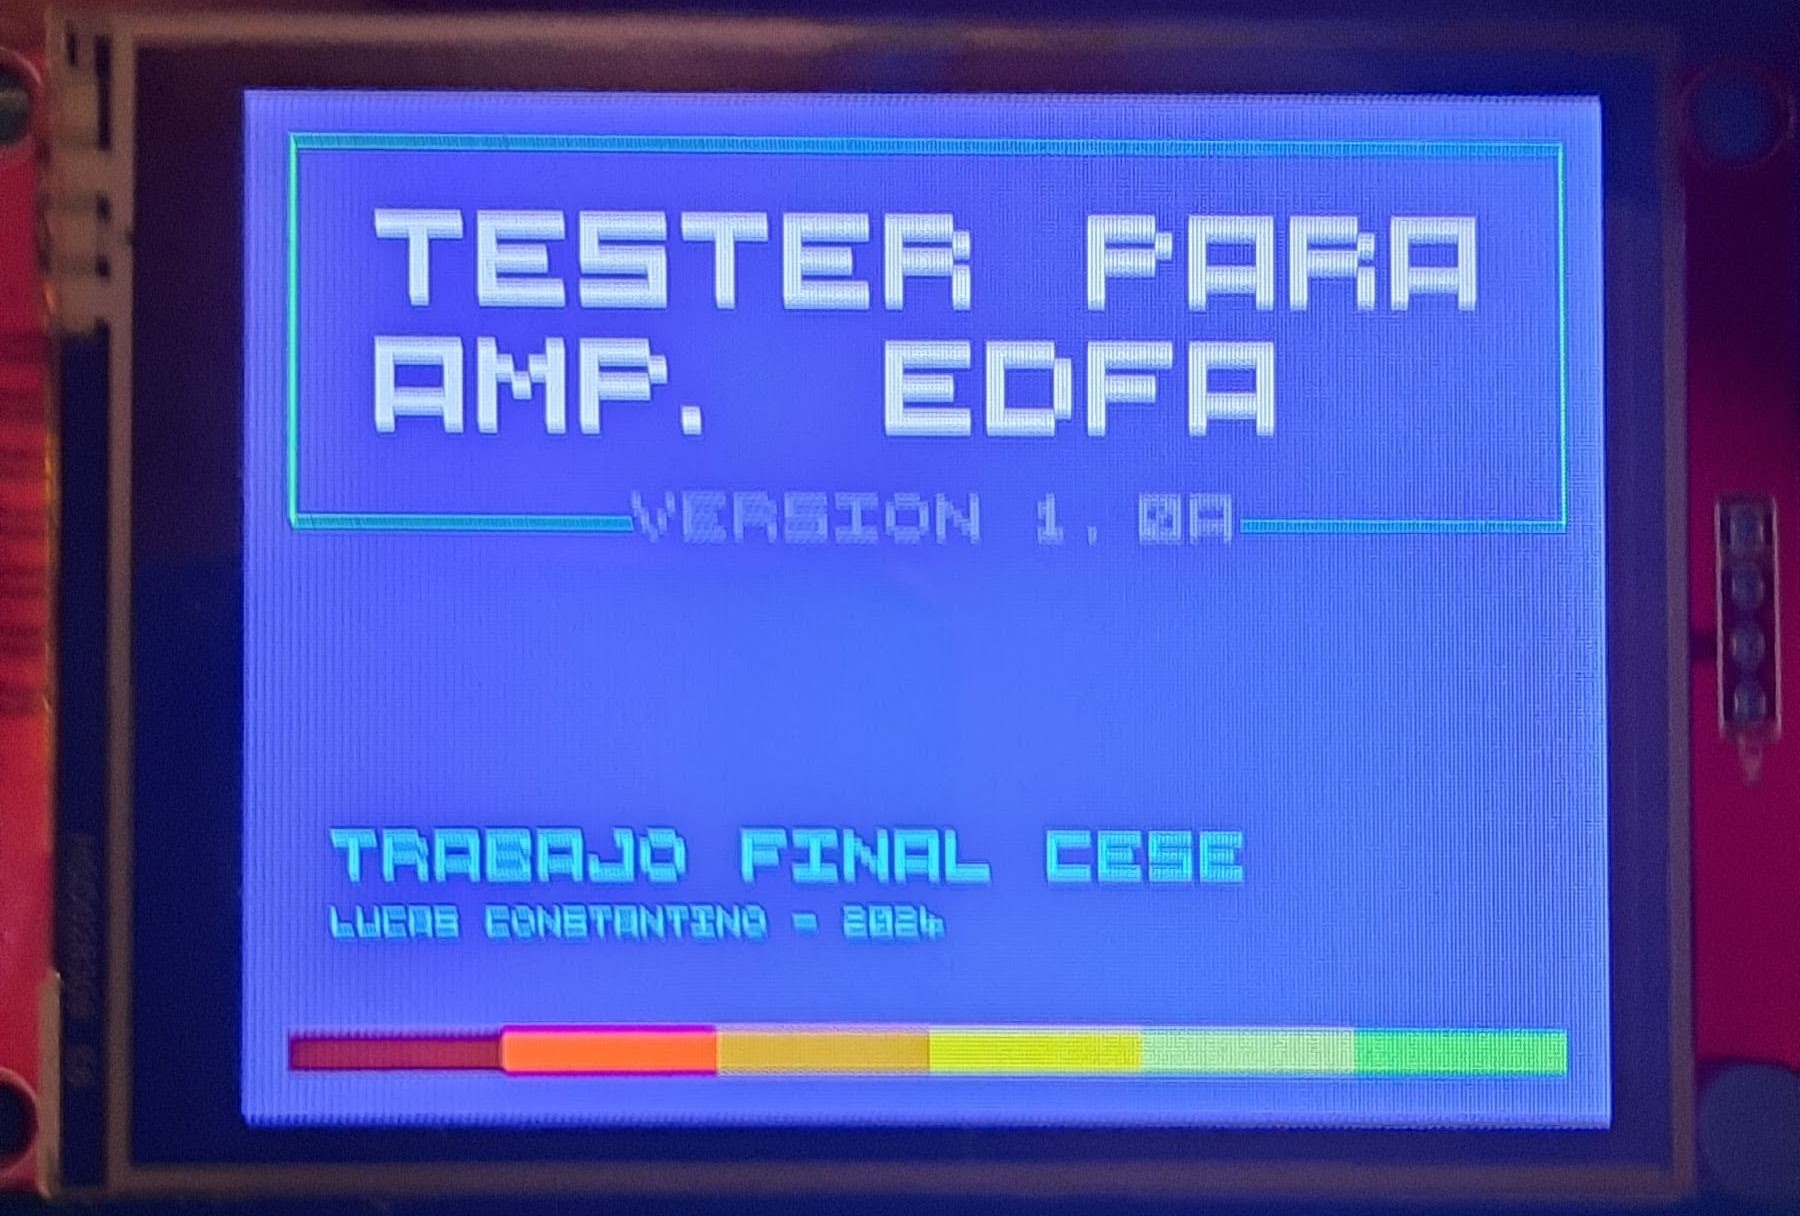 TESTER PARA
AMP. EDFA
VERSION 1.0A
TRABAJO FINAL CESE
LUCAS CONSTANTINO - 2024